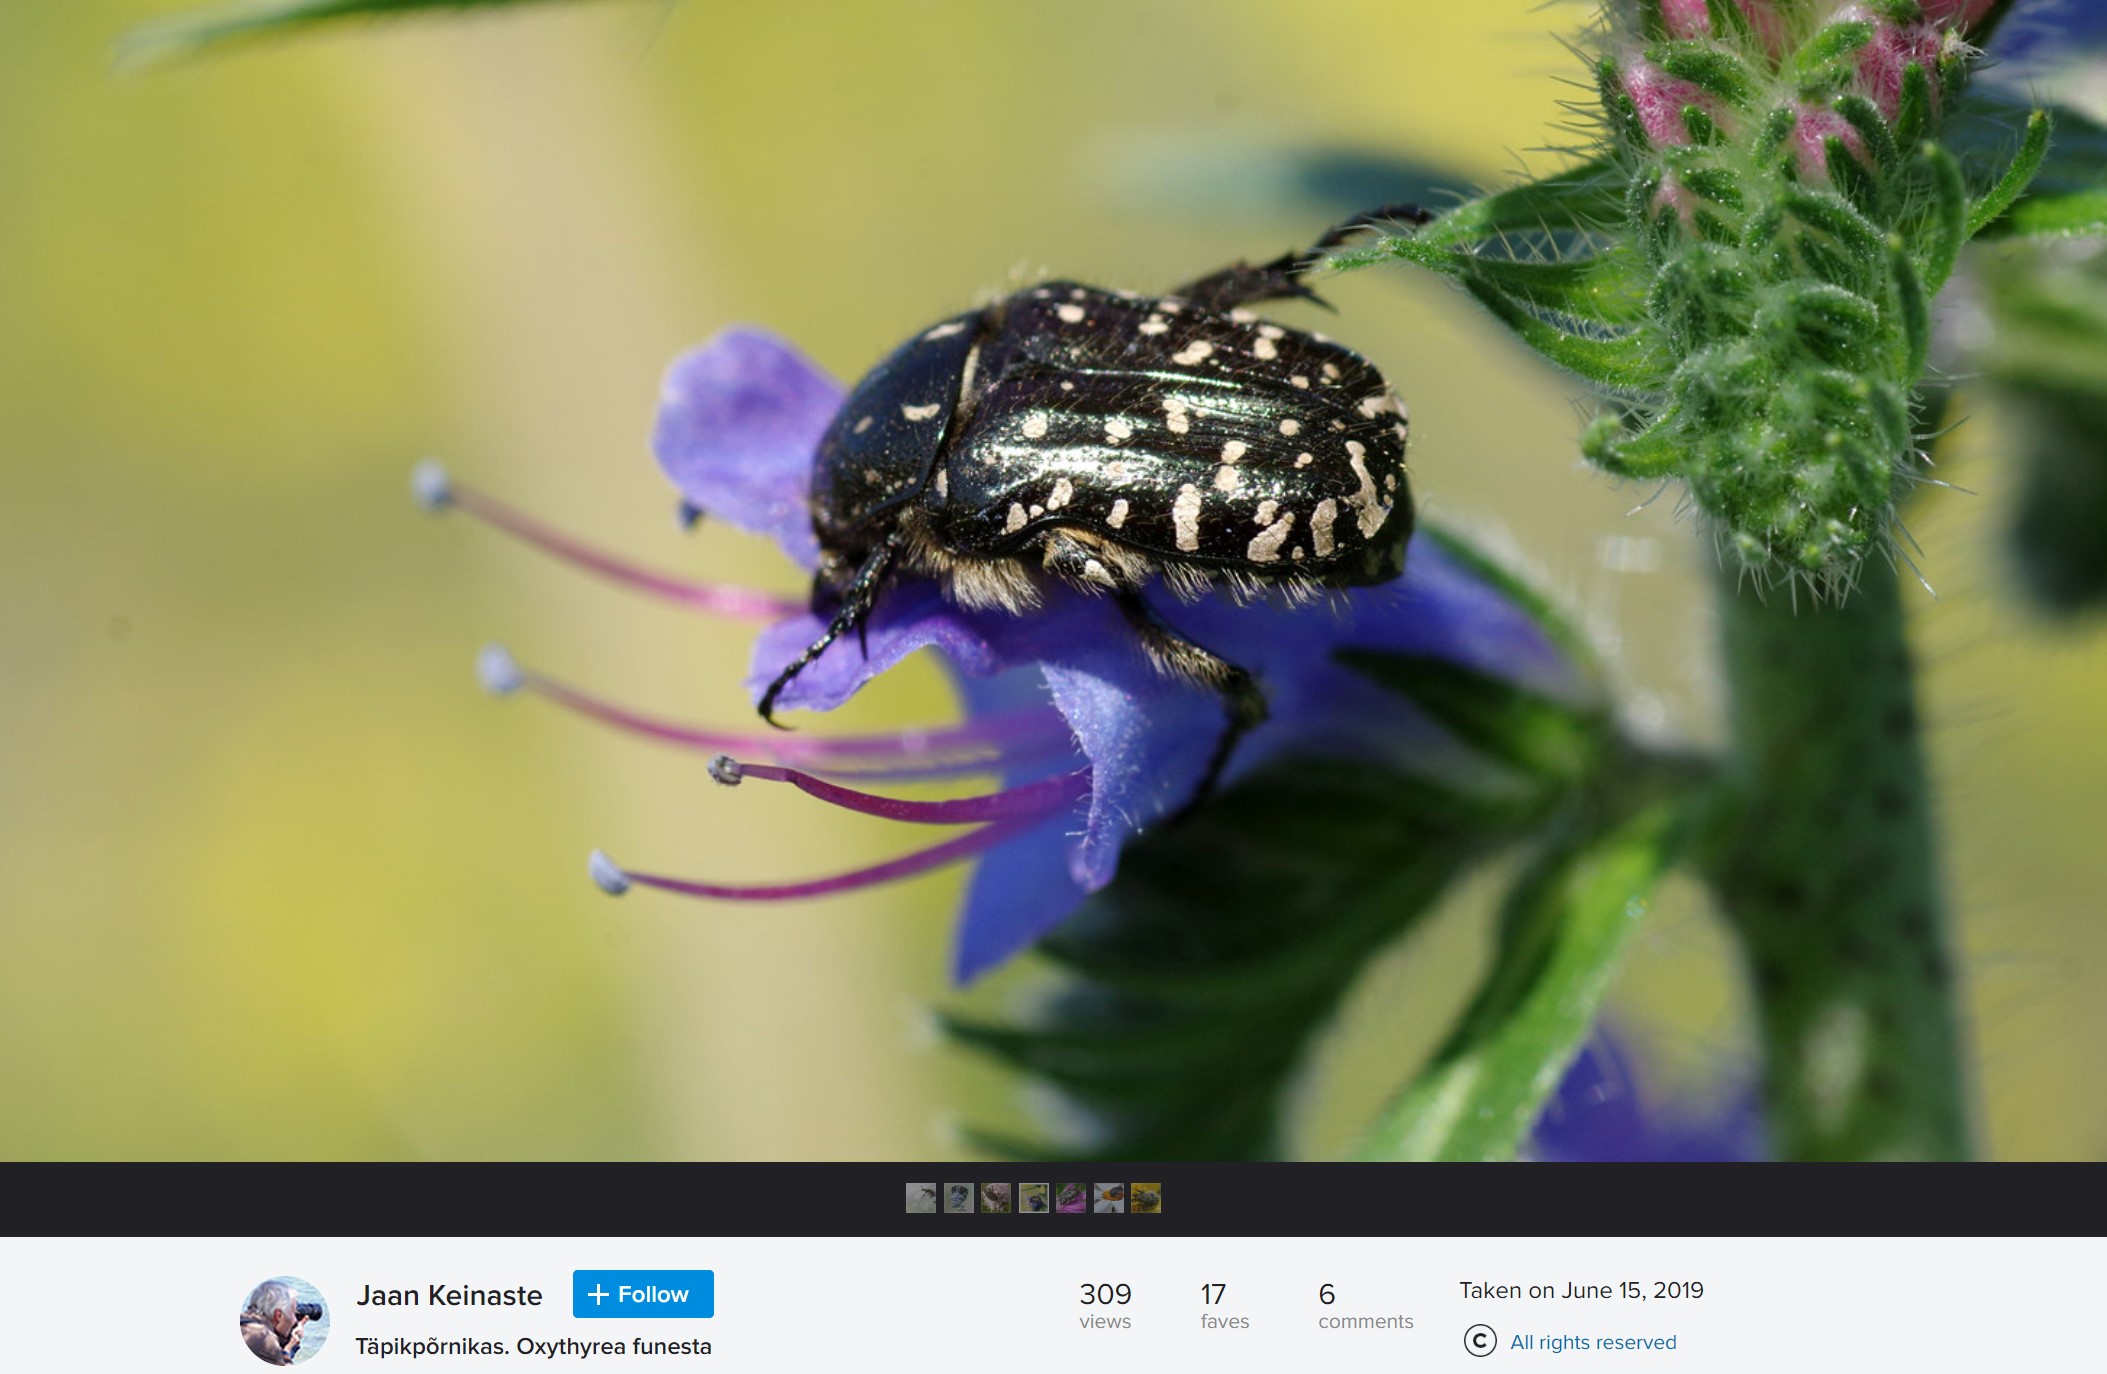 Jaan Keinaste
+ Follow
Täpikpõrnikas. Oxythyrea funesta
309
views
17
faves
6
comments
Taken on June 15, 2019
© All rights reserved